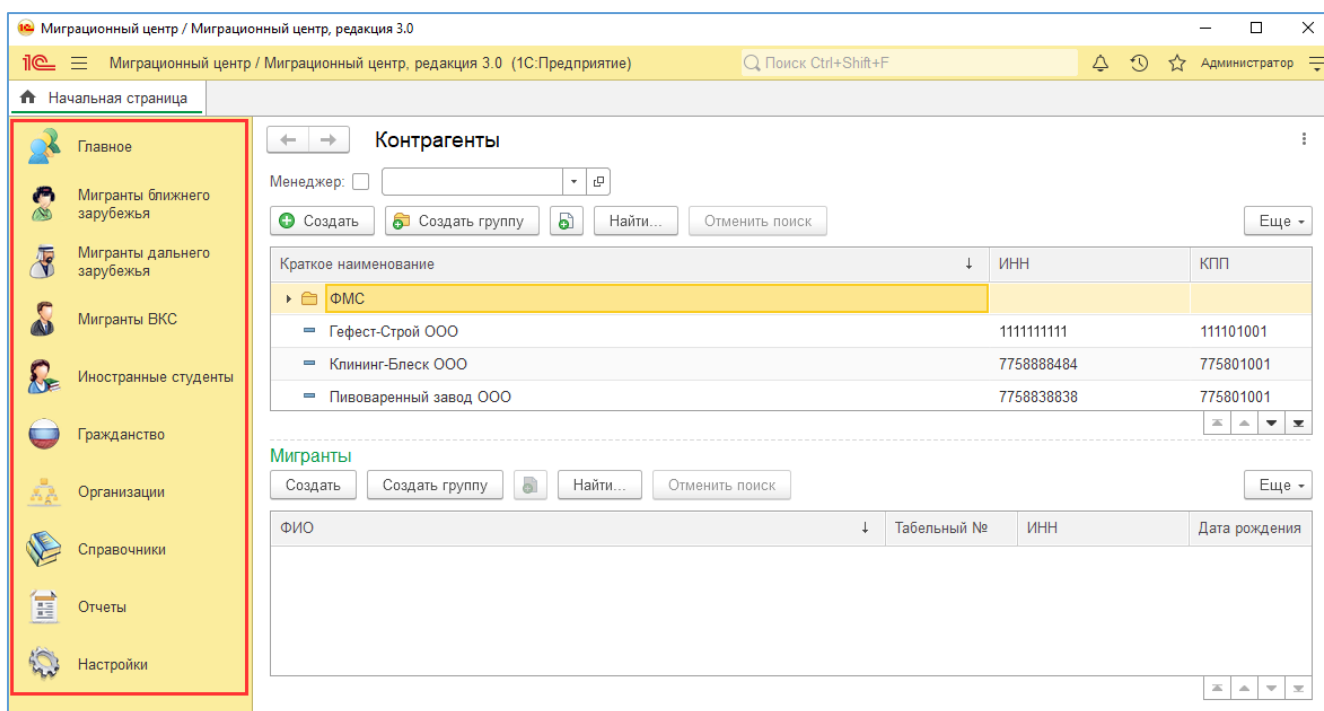 Миграционный центр / Миграционный центр, редакция 3.0
1С Миграционный центр / Миграционный центр, редакция 3.0 (1С:Предприятие) Поиск Ctrl+Shift+F Администратор
Начальная страница
Главное
Мигранты ближнего
зарубежья
Мигранты дальнего
зарубежья
Мигранты ВКС
Иностранные студенты
Гражданство
Организации
Справочники
Отчеты
Настройки
Контрагенты
Менеджер:
Создать Создать группу Найти... Отменить поиск Еще
Краткое наименование ↓ ИНН КПП
ФМС
Гефест-Строй ООО 1111111111 111101001
Клининг-Блеск ООО 7758888484 775801001
Пивоваренный завод ООО 7758838838 775801001
Мигранты
Создать Создать группу Найти... Отменить поиск Еще
ФИО ↓ Табельный № ИНН Дата рождения